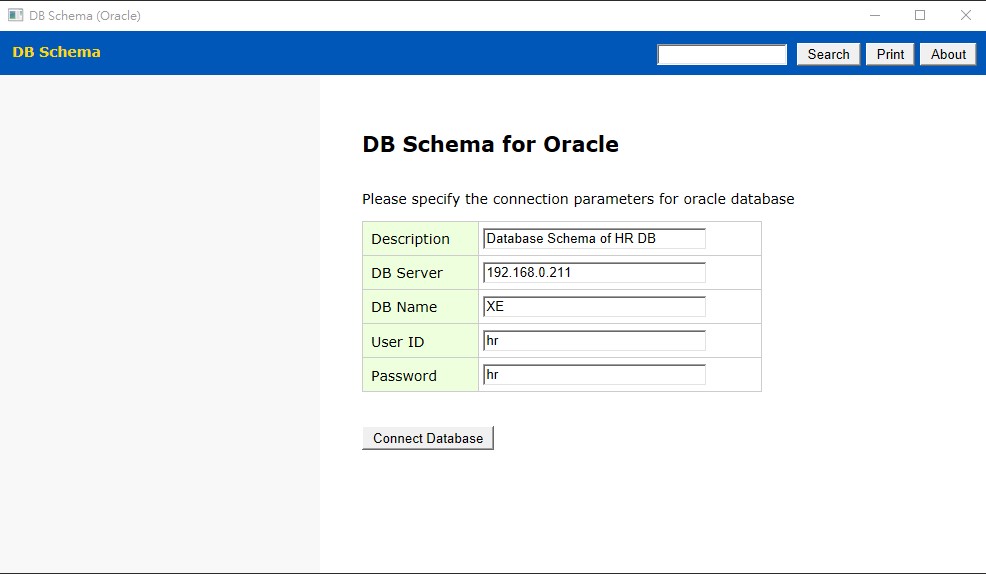 DB Schema (Oracle)
DB Schema Search Print About
DB Schema for Oracle
Please specify the connection parameters for oracle database
Description Database Schema of HR DB
DB Server 192.168.0.211
DB Name XE
User ID hr
Password hr
Connect Database